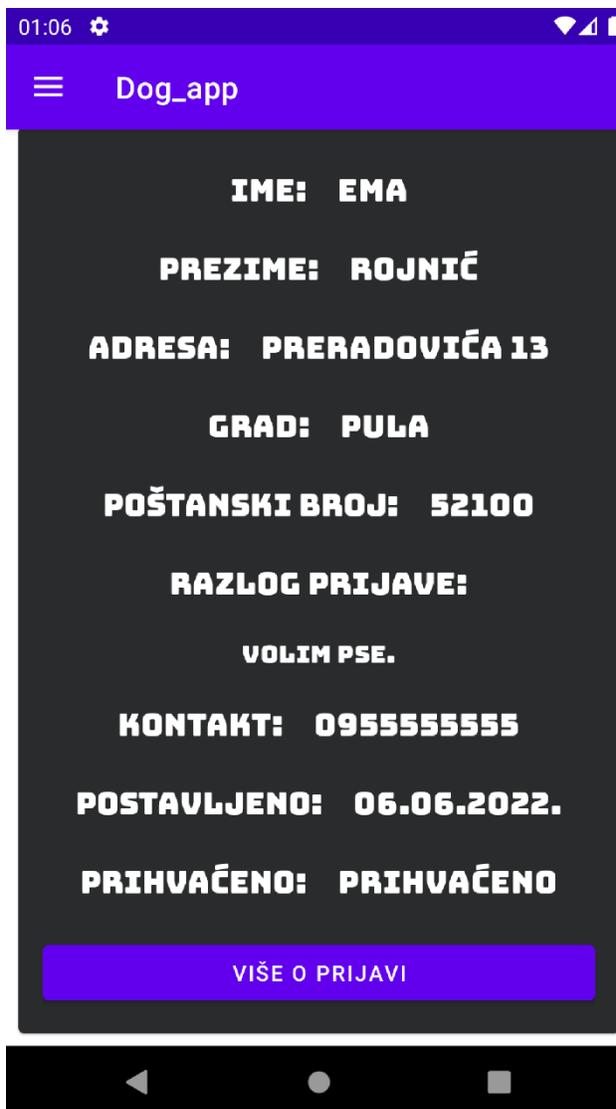 01:06
Dog_app
IME: EMA
PREZIME: ROJNIĆ
ADRESA: PRERADOVIĆA 13
GRAD: PULA
POŠTANSKI BROJ: 52100
RAZLOG PRIJAVE:
VOLIM PSE.
KONTAKT: 0955555555
POSTAVLJENO: 06.06.2022.
PRIHVAĆENO: PRIHVAĆENO
VIŠE O PRIJAVI